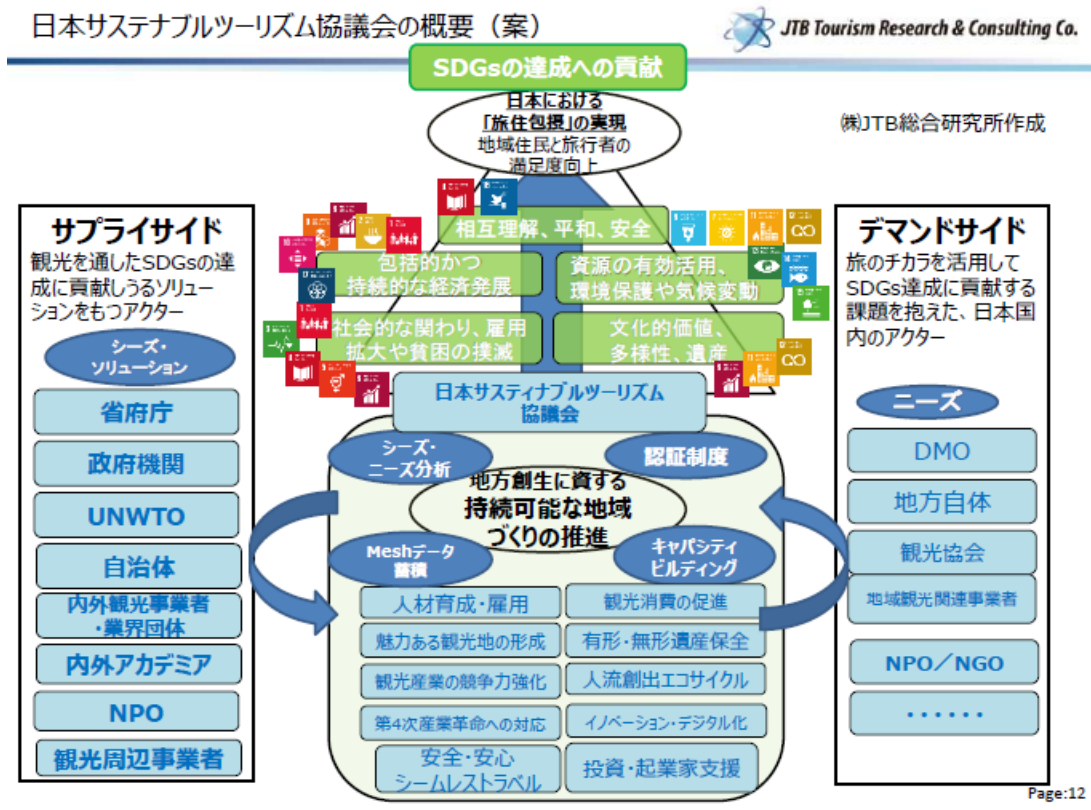 日本サステナブルツーリズム協議会の概要（案）
JTB Tourism Research & Consulting Co.
SDGsの達成への貢献
日本における
「旅住包摂」の実現
地域住民と旅行者の
満足度向上
㈱JTB総合研究所作成
サプライサイド
観光を通したSDGsの達
成に貢献しうるソリュー
ションをもつアクター
シーズ・
ソリューション
省府庁
政府機関
UNWTO
自治体
内外観光事業者
・業界団体
内外アカデミア
NPO
観光周辺事業者
相互理解、平和、安全
包括的かつ
持続的な経済発展
資源の有効活用、
環境保護や気候変動
社会的な関わり、雇用
拡大や貧困の撲滅
文化的価値、
多様性、遺産
日本サスティナブルツーリズム
協議会
シーズ・
ニーズ分析
認証制度
地方創生に資する
持続可能な地域
づくりの推進
Meshデータ
蓄積
キャパシティ
ビルディング
人材育成・雇用
観光消費の促進
魅力ある観光地の形成
有形・無形遺産保全
観光産業の競争力強化
人流創出エコサイクル
第4次産業革命への対応
イノベーション・デジタル化
安全・安心
シームレストラベル
投資・起業家支援
デマンドサイド
旅のチカラを活用して
SDGs達成に貢献する
課題を抱えた、日本国
内のアクター
ニーズ
DMO
地方自体
観光協会
地域観光関連事業者
NPO／NGO
・・・・・・
Page:12